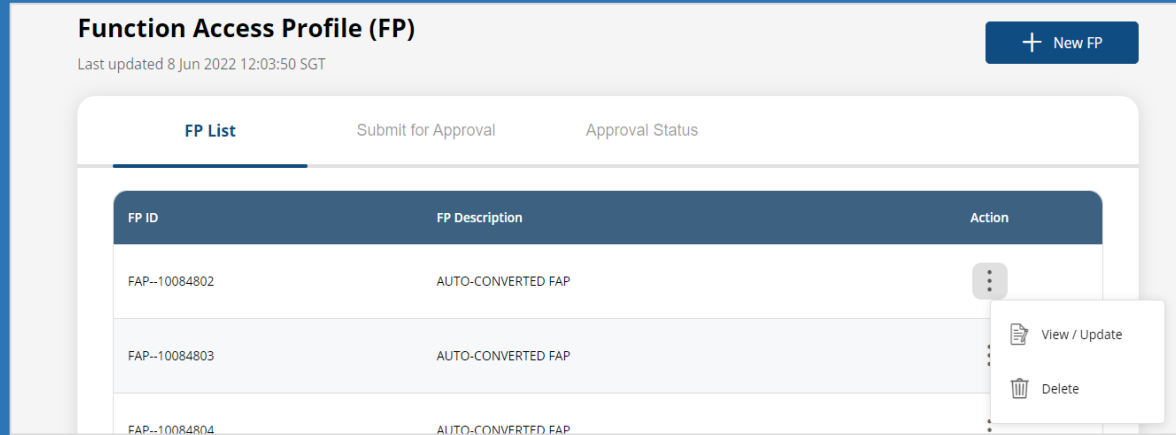 Function Access Profile (FP)
New FP
Last updated 8 Jun 2022 12:03:50 SGT
FP List Submit for Approval Approval Status
FP ID FP Description Action
FAP--10084802 AUTO-CONVERTED FAP
View / Update
FAP--10084803 AUTO-CONVERTED FAP
Delete
FAP--10084804 AUTO-CONVERTED FAP